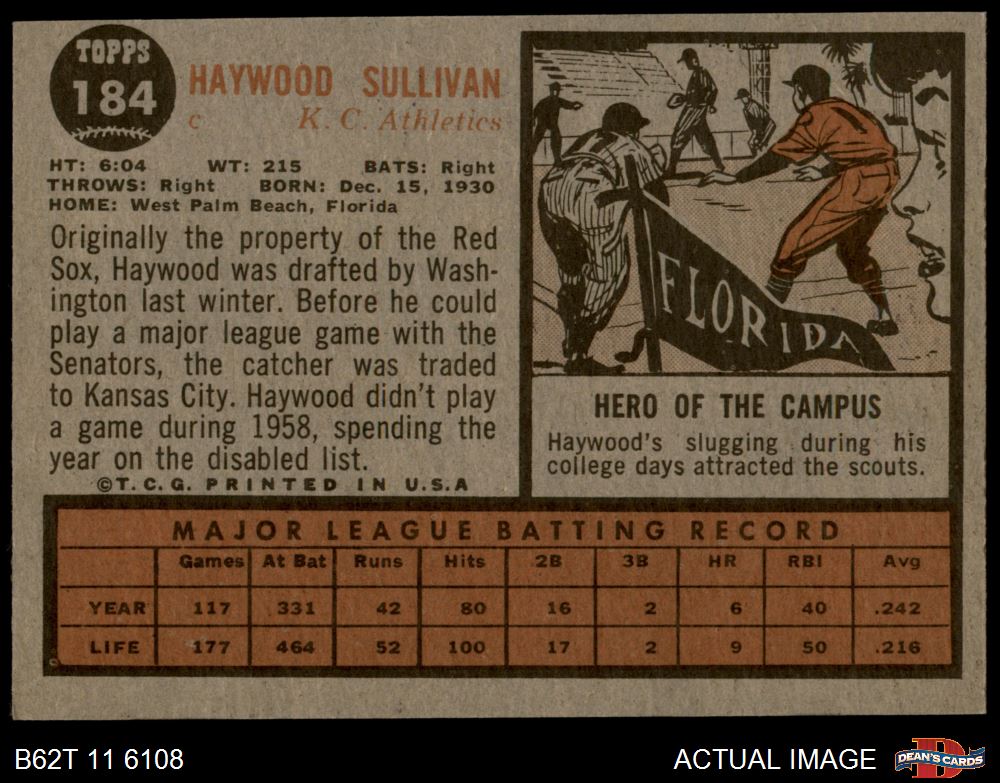 TOPPS
184
HAYWOOD SULLIVAN
C K. C. Athletics
HT: 6:04 WT: 215 BATS: Right
THROWS: Right BORN: Dec. 15, 1930
HOME: West Palm Beach, Florida
Originally the property of the Red
Sox, Haywood was drafted by Wash-
ington last winter. Before he could
play a major league game with the
Senators, the catcher was traded
to Kansas City. Haywood didn't play
a game during 1958, spending the
year on the disabled list.
©T. C. G. PRINTED IN U.S.A
FLORIDA
HERO OF THE CAMPUS
Haywood's slugging during his
college days attracted the scouts.
MAJOR LEAGUE BATTING RECORD
Games At Bat Runs Hits 2B 3B HR RBI Avg
YEAR 117 331 42 80 16 2 6 40 .242
LIFE 177 464 52 100 17 2 9 50 .216
B62T 11 6108
ACTUAL IMAGE
D
DEAN'S CARDS